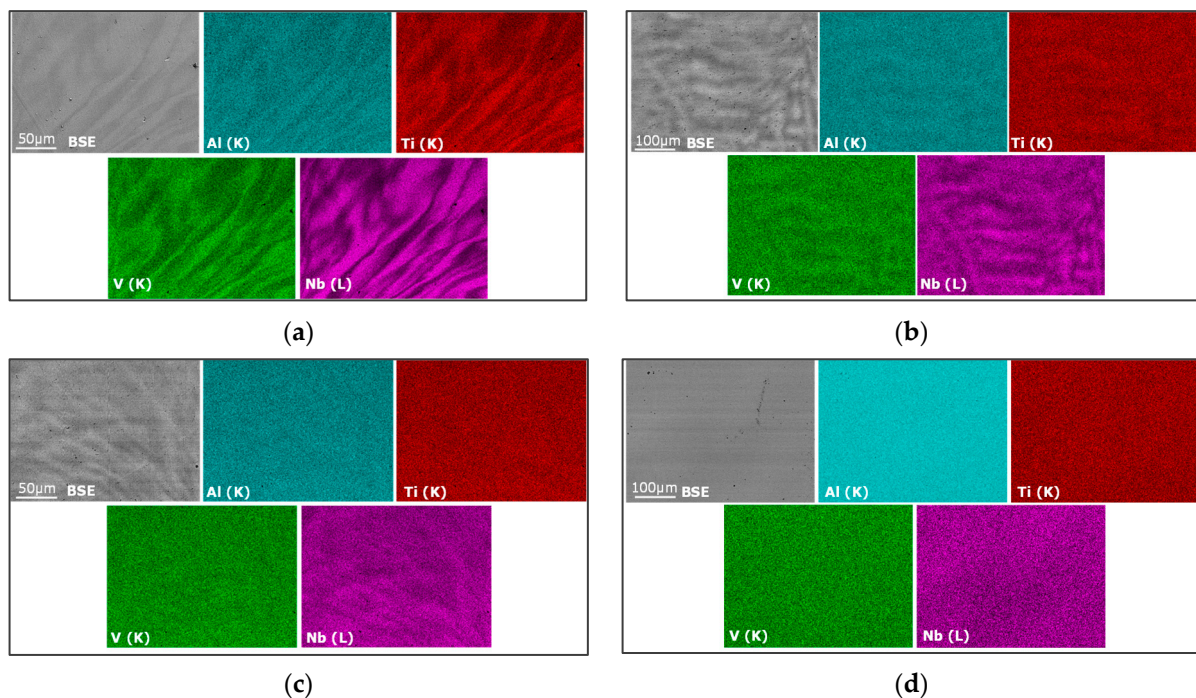 50µm BSE
Al (K)
Ti (K)
V (K)
Nb (L)
(a)
100µm BSE
Al (K)
Ti (K)
V (K)
Nb (L)
(b)
50µm BSE
Al (K)
Ti (K)
V (K)
Nb (L)
(c)
100µm BSE
Al (K)
Ti (K)
V (K)
Nb (L)
(d)